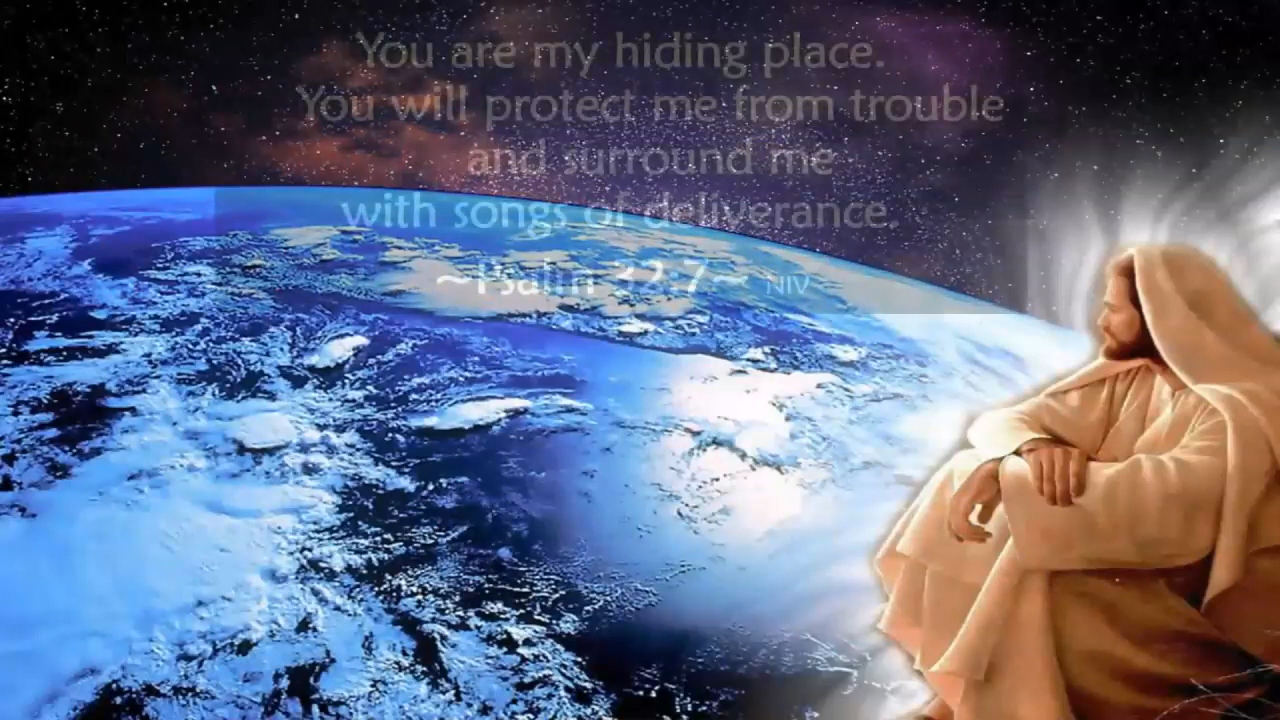 You are my hiding place.
You will protect me from trouble
and surround me
with songs of deliverance.
~Psalm 32:7~ NIV